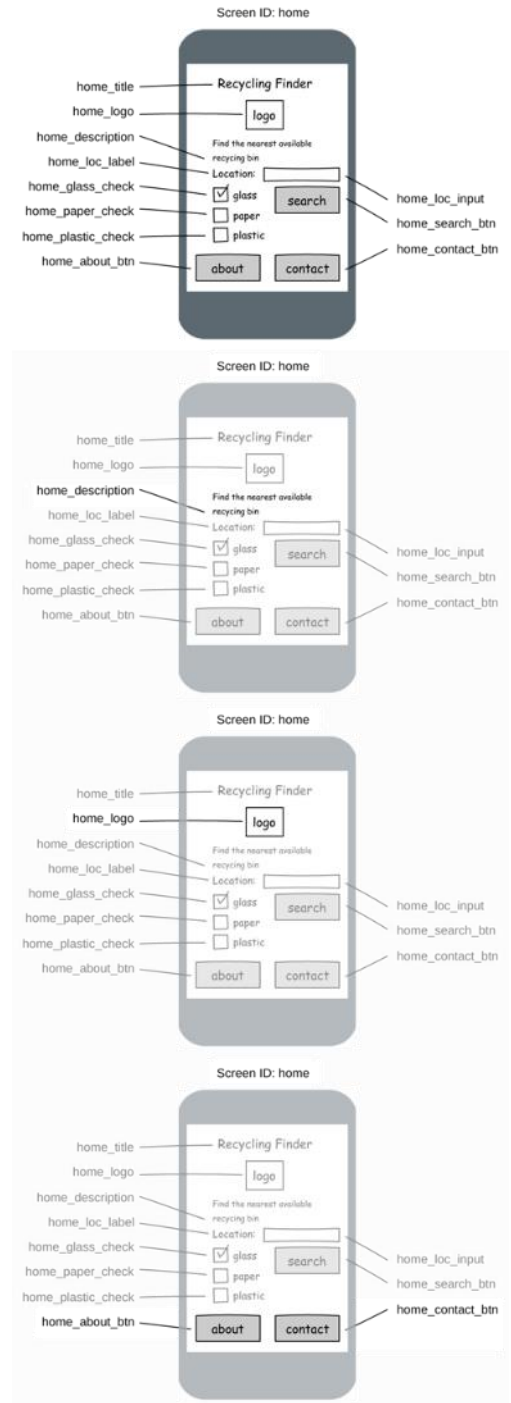 Screen ID: home
home_title
Recycling Finder
home_logo
logo
home_description
Find the nearest available
recycing bin
home_loc_label
Location:
home_loc_input
home_glass_check
glass
search
home_search_btn
home_paper_check
paper
home_plastic_check
plastic
home_contact_btn
home_about_btn
about
contact
Screen ID: home
home_title
Recycling Finder
home_logo
logo
home_description
Find the nearest available
recycing bin
home_loc_label
Location:
home_loc_input
home_glass_check
glass
search
home_search_btn
home_paper_check
paper
home_plastic_check
plastic
home_contact_btn
home_about_btn
about
contact
Screen ID: home
home_title
Recycling Finder
home_logo
logo
home_description
Find the nearest available
recycing bin
home_loc_label
Location:
home_loc_input
home_glass_check
glass
search
home_search_btn
home_paper_check
paper
home_plastic_check
plastic
home_contact_btn
home_about_btn
about
contact
Screen ID: home
home_title
Recycling Finder
home_logo
logo
home_description
Find the nearest available
recycing bin
home_loc_label
Location:
home_loc_input
home_glass_check
glass
search
home_search_btn
home_paper_check
paper
home_plastic_check
plastic
home_contact_btn
home_about_btn
about
contact